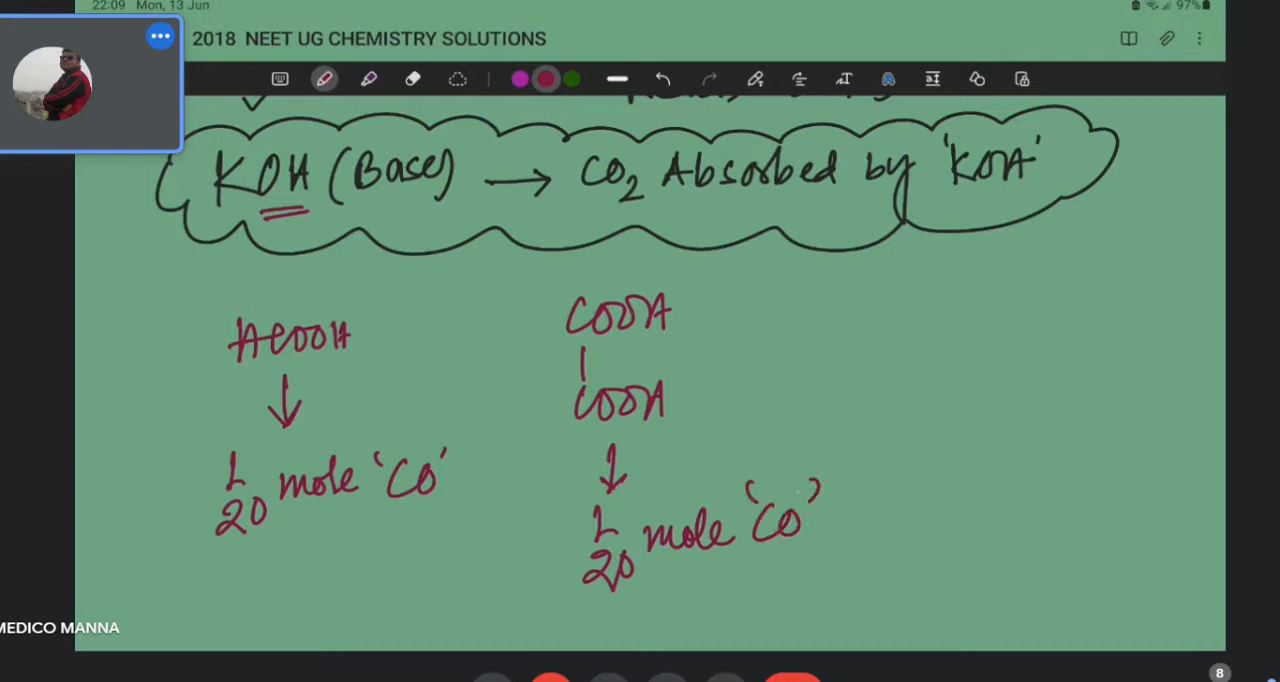 22:09 Mon, 13 Jun
97%
2018 NEET UG CHEMISTRY SOLUTIONS
KOH (Base) → CO2 Absorbed by 'KOH'
HCOOH
COOH
|
COOH
↓
↓
1/20 mole 'CO'
1/20 mole 'CO'
MEDICO MANNA
8